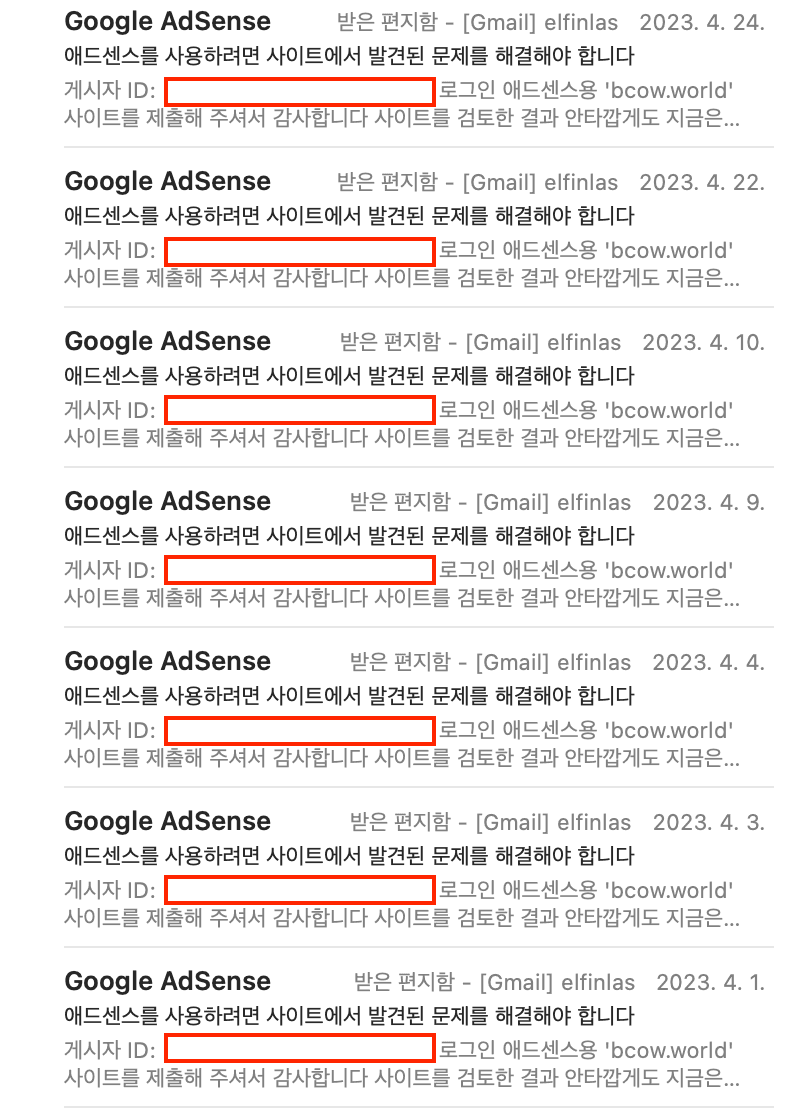 Google AdSense 받은 편지함 - [Gmail] elfinlas 2023. 4. 24.
애드센스를 사용하려면 사이트에서 발견된 문제를 해결해야 합니다
게시자 ID: 로그인 애드센스용 'bcow.world'
사이트를 제출해 주셔서 감사합니다 사이트를 검토한 결과 안타깝게도 지금은...
Google AdSense 받은 편지함 - [Gmail] elfinlas 2023. 4. 22.
애드센스를 사용하려면 사이트에서 발견된 문제를 해결해야 합니다
게시자 ID: 로그인 애드센스용 'bcow.world'
사이트를 제출해 주셔서 감사합니다 사이트를 검토한 결과 안타깝게도 지금은...
Google AdSense 받은 편지함 - [Gmail] elfinlas 2023. 4. 10.
애드센스를 사용하려면 사이트에서 발견된 문제를 해결해야 합니다
게시자 ID: 로그인 애드센스용 'bcow.world'
사이트를 제출해 주셔서 감사합니다 사이트를 검토한 결과 안타깝게도 지금은...
Google AdSense 받은 편지함 - [Gmail] elfinlas 2023. 4. 9.
애드센스를 사용하려면 사이트에서 발견된 문제를 해결해야 합니다
게시자 ID: 로그인 애드센스용 'bcow.world'
사이트를 제출해 주셔서 감사합니다 사이트를 검토한 결과 안타깝게도 지금은...
Google AdSense 받은 편지함 - [Gmail] elfinlas 2023. 4. 4.
애드센스를 사용하려면 사이트에서 발견된 문제를 해결해야 합니다
게시자 ID: 로그인 애드센스용 'bcow.world'
사이트를 제출해 주셔서 감사합니다 사이트를 검토한 결과 안타깝게도 지금은...
Google AdSense 받은 편지함 - [Gmail] elfinlas 2023. 4. 3.
애드센스를 사용하려면 사이트에서 발견된 문제를 해결해야 합니다
게시자 ID: 로그인 애드센스용 'bcow.world'
사이트를 제출해 주셔서 감사합니다 사이트를 검토한 결과 안타깝게도 지금은...
Google AdSense 받은 편지함 - [Gmail] elfinlas 2023. 4. 1.
애드센스를 사용하려면 사이트에서 발견된 문제를 해결해야 합니다
게시자 ID: 로그인 애드센스용 'bcow.world'
사이트를 제출해 주셔서 감사합니다 사이트를 검토한 결과 안타깝게도 지금은...